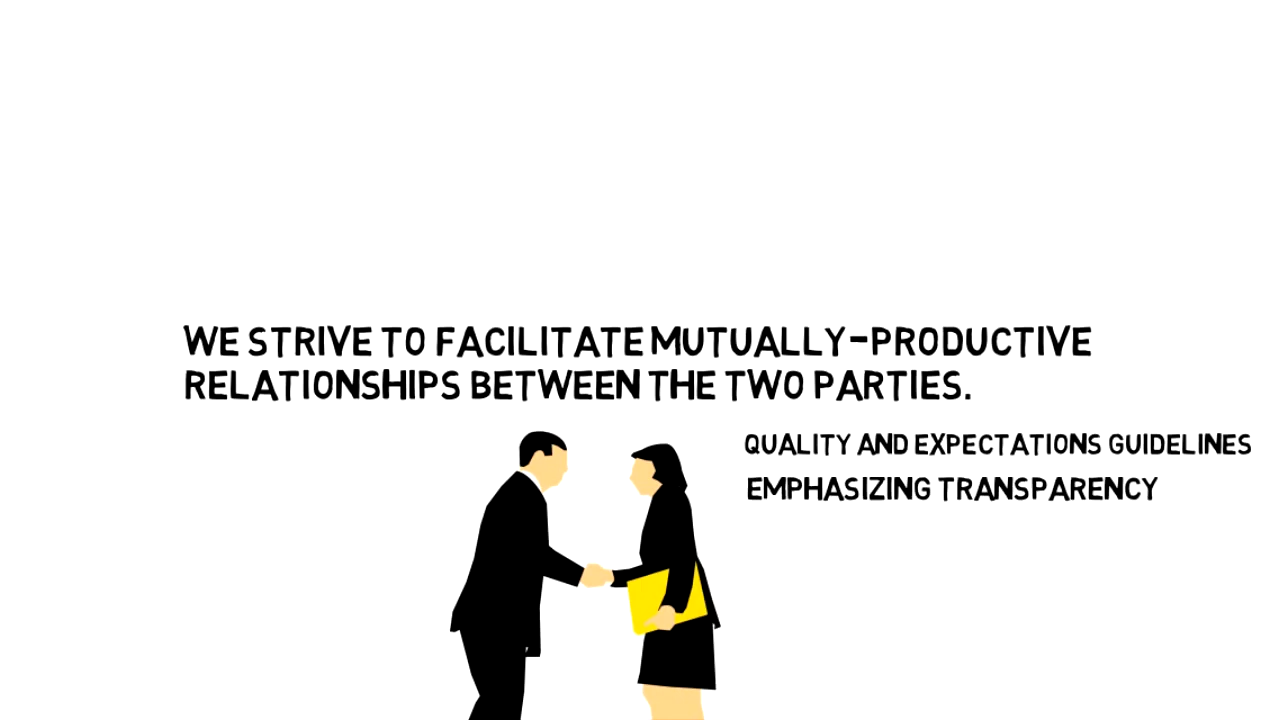 WE STRIVE TO FACILITATE MUTUALLY-PRODUCTIVE
RELATIONSHIPS BETWEEN THE TWO PARTIES.
QUALITY AND EXPECTATIONS GUIDELINES
EMPHASIZING TRANSPARENCY